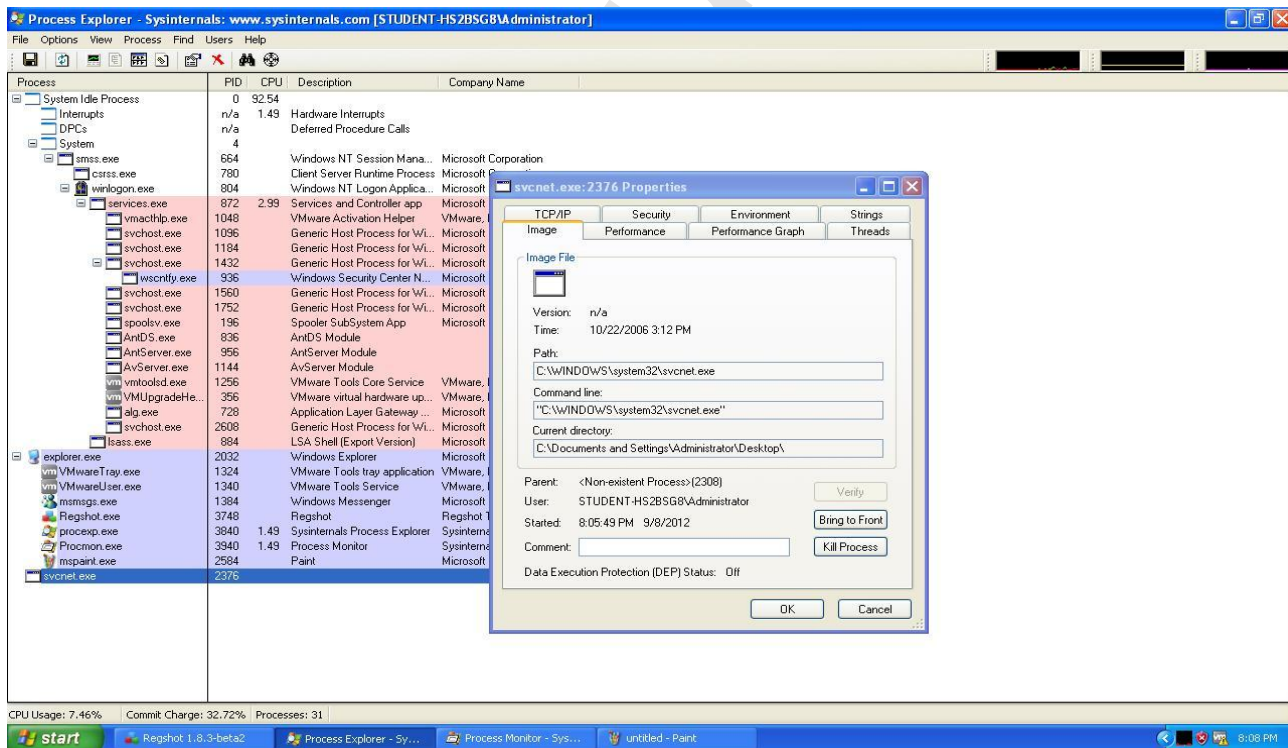 Process Explorer - Sysinternals: www.sysinternals.com [STUDENT-HS2BSG8\Administrator]
File Options View Process Find Users Help
Process PID CPU Description Company Name
System Idle Process 0 92.54
Interrupts n/a 1.49 Hardware Interrupts
DPCs n/a Deferred Procedure Calls
System 4
smss.exe 664 Windows NT Session Mana... Microsoft Corporation
csrss.exe 780 Client Server Runtime Process Microsoft
winlogon.exe 804 Windows NT Logon Applica... Microsoft
services.exe 872 2.99 Services and Controller app Microsoft
vmacthlp.exe 1048 VMware Activation Helper VMware,
svchost.exe 1096 Generic Host Process for Wi... Microsoft
svchost.exe 1184 Generic Host Process for Wi... Microsoft
svchost.exe 1432 Generic Host Process for Wi... Microsoft
wscntfy.exe 936 Windows Security Center N... Microsoft
svchost.exe 1560 Generic Host Process for Wi... Microsoft
svchost.exe 1752 Generic Host Process for Wi... Microsoft
spoolsv.exe 196 Spooler SubSystem App Microsoft
AntDS.exe 836 AntDS Module
AntServer.exe 956 AntServer Module
AvServer.exe 1144 AvServer Module
vm vmtoolsd.exe 1256 VMware Tools Core Service VMware,
vm VMUpgradeHe... 356 VMware virtual hardware up... VMware,
alg.exe 728 Application Layer Gateway ... Microsoft
svchost.exe 2608 Generic Host Process for Wi... Microsoft
lsass.exe 884 LSA Shell (Export Version) Microsoft
explorer.exe 2032 Windows Explorer Microsoft
vm VMwareTray.exe 1324 VMware Tools tray application VMware,
vm VMwareUser.exe 1340 VMware Tools Service VMware,
msmsgs.exe 1384 Windows Messenger Microsoft
Regshot.exe 3748 Regshot Regshot
procexp.exe 3840 1.49 Sysinternals Process Explorer Sysinterna
Procmon.exe 3940 1.49 Process Monitor Sysinterna
mspaint.exe 2584 Paint Microsoft
svcnet.exe 2376
svcnet.exe:2376 Properties
TCP/IP Security Environment Strings
Image Performance Performance Graph Threads
Image File
Version: n/a
Time: 10/22/2006 3:12 PM
Path:
C:\WINDOWS\system32\svcnet.exe
Command line:
"C:\WINDOWS\system32\svcnet.exe"
Current directory:
C:\Documents and Settings\Administrator\Desktop\
Parent: <Non-existent Process>(2308)
Verify
User: STUDENT-HS2BSG8\Administrator
Started: 8:05:49 PM 9/8/2012
Bring to Front
Comment:
Kill Process
Data Execution Protection (DEP) Status: Off
OK Cancel
CPU Usage: 7.46% Commit Charge: 32.72% Processes: 31
start Regshot 1.8.3-beta2 Process Explorer - Sy... Process Monitor - Sys... untitled - Paint 8:08 PM